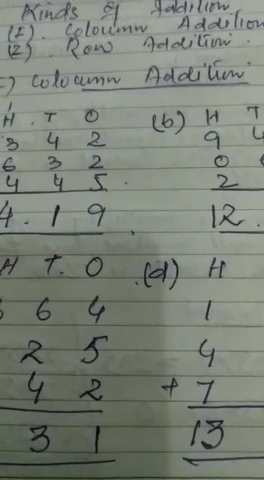 Kinds of Addition
(I). Coloumn Addition
(2). Row Addition.
Coloumn Addition
H . T O (b) H T
3 4 2 9 4
6 3 2 0
4 4 5. 2
4 . 1 9 12.
H T. O (d) H
6 4 1
2 5 4
4 2 + 7
3 1 13